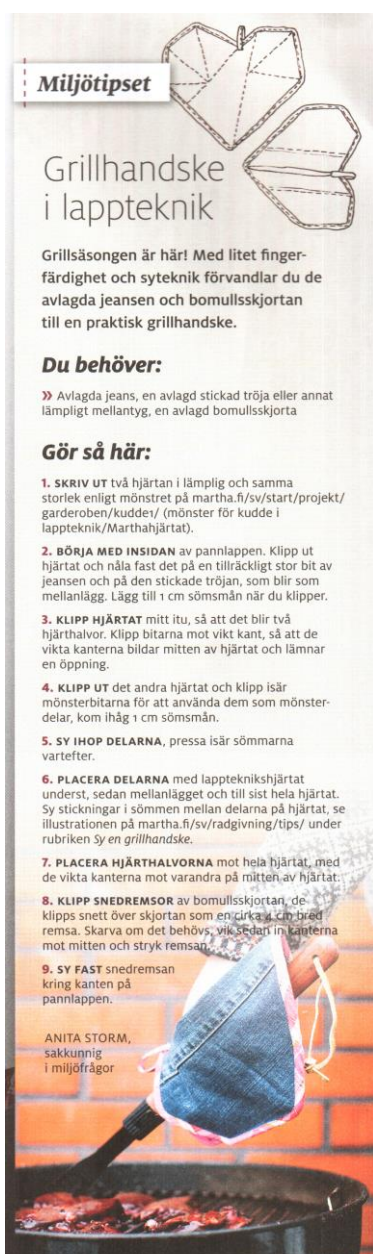 Miljötipset
Grillhandske
i lappteknik
Grillsäsongen är här! Med litet finger-
färdighet och syteknik förvandlar du de
avlagda jeansen och bomullsskjortan
till en praktisk grillhandske.
Du behöver:
» Avlagda jeans, en avlagd stickad tröja eller annat
lämpligt mellantyg, en avlagd bomullsskjorta
Gör så här:
1. SKRIV UT två hjärtan i lämplig och samma
storlek enligt mönstret på martha.fi/sv/start/projekt/
garderoben/kudde1/ (mönster för kudde i
lappteknik/Marthahjärtat).
2. BÖRJA MED INSIDAN av pannlappen. Klipp ut
hjärtat och nåla fast det på en tillräckligt stor bit av
jeansen och på den stickade tröjan, som blir som
mellanlägg. Lägg till 1 cm sömsmån när du klipper.
3. KLIPP HJÄRTAT mitt itu, så att det blir två
hjärthalvor. Klipp bitarna mot vikt kant, så att de
vikta kanterna bildar mitten av hjärtat och lämnar
en öppning.
4. KLIPP UT det andra hjärtat och klipp isär
mönsterbitarna för att använda dem som mönster-
delar, kom ihåg 1 cm sömsmån.
5. SY IHOP DELARNA, pressa isär sömmarna
vartefter.
6. PLACERA DELARNA med lappteknikshjärtat
underst, sedan mellanlägget och till sist hela hjärtat.
Sy stickningar i sömmen mellan delarna på hjärtat, se
illustrationen på martha.fi/sv/radgivning/tips/ under
rubriken Sy en grillhandske.
7. PLACERA HJÄRTHALVORNA mot hela hjärtat, med
de vikta kanterna mot varandra på mitten av hjärtat.
8. KLIPP SNEDREMSOR av bomullsskjortan, de
klipps snett över skjortan som en cirka 4 cm bred
remsa. Skarva om det behövs, vik sedan in kanterna
mot mitten och stryk remsan.
9. SY FAST snedremsan
kring kanten på
pannlappen.
ANITA STORM,
sakkunnig
i miljöfrågor